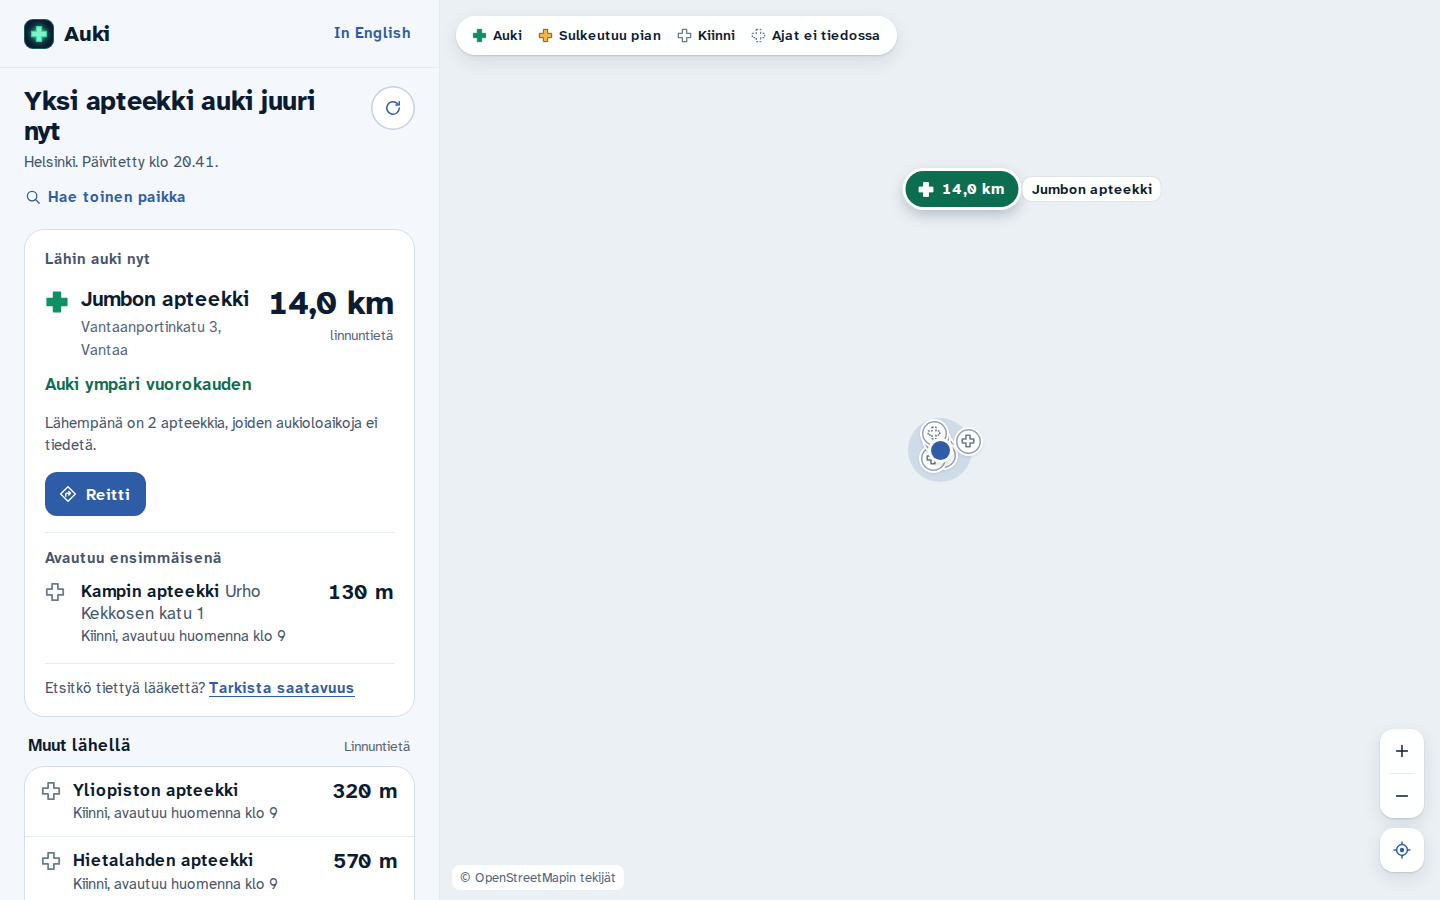 Auki
In English
Yksi apteekki auki juuri
nyt
Helsinki. Päivitetty klo 20.41.
Hae toinen paikka
Lähin auki nyt
Jumbon apteekki
14,0 km
Vantaanportinkatu 3,
Vantaa
linnuntietä
Auki ympäri vuorokauden
Lähempänä on 2 apteekkia, joiden aukioloaikoja ei
tiedetä.
Reitti
Avautuu ensimmäisenä
Kampin apteekki Urho
Kekkosen katu 1
130 m
Kiinni, avautuu huomenna klo 9
Etsitkö tiettyä lääkettä? Tarkista saatavuus
Muut lähellä
Linnuntietä
Yliopiston apteekki
320 m
Kiinni, avautuu huomenna klo 9
Hietalahden apteekki
570 m
Kiinni, avautuu huomenna klo 9
Auki
Sulkeutuu pian
Kiinni
Ajat ei tiedossa
14,0 km
Jumbon apteekki
+
−
© OpenStreetMapin tekijät